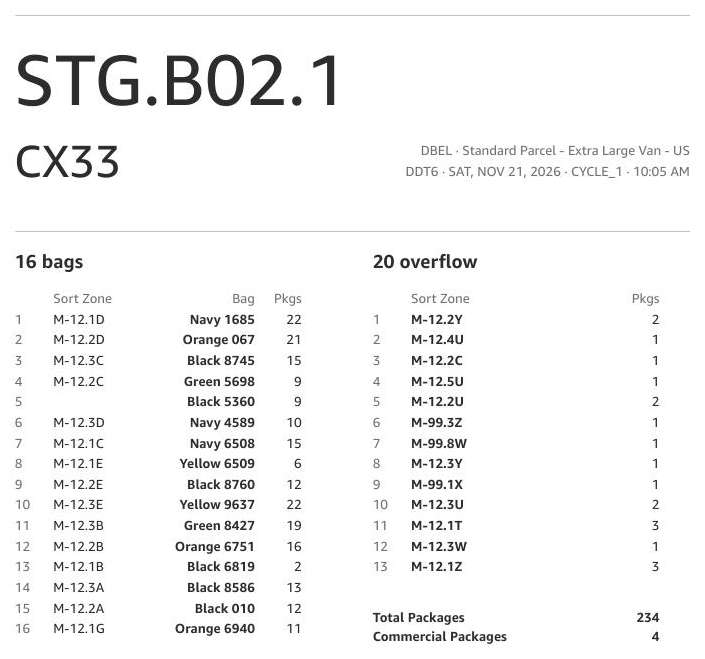 STG.B02.1
CX33
DBEL · Standard Parcel - Extra Large Van - US
DDT6 · SAT, NOV 21, 2026 · CYCLE_1 · 10:05 AM
16 bags
Sort Zone Bag Pkgs
1 M-12.1D Navy 1685 22
2 M-12.2D Orange 067 21
3 M-12.3C Black 8745 15
4 M-12.2C Green 5698 9
5 Black 5360 9
6 M-12.3D Navy 4589 10
7 M-12.1C Navy 6508 15
8 M-12.1E Yellow 6509 6
9 M-12.2E Black 8760 12
10 M-12.3E Yellow 9637 22
11 M-12.3B Green 8427 19
12 M-12.2B Orange 6751 16
13 M-12.1B Black 6819 2
14 M-12.3A Black 8586 13
15 M-12.2A Black 010 12
16 M-12.1G Orange 6940 11
20 overflow
Sort Zone Pkgs
1 M-12.2Y 2
2 M-12.4U 1
3 M-12.2C 1
4 M-12.5U 1
5 M-12.2U 2
6 M-99.3Z 1
7 M-99.8W 1
8 M-12.3Y 1
9 M-99.1X 1
10 M-12.3U 2
11 M-12.1T 3
12 M-12.3W 1
13 M-12.1Z 3
Total Packages 234
Commercial Packages 4